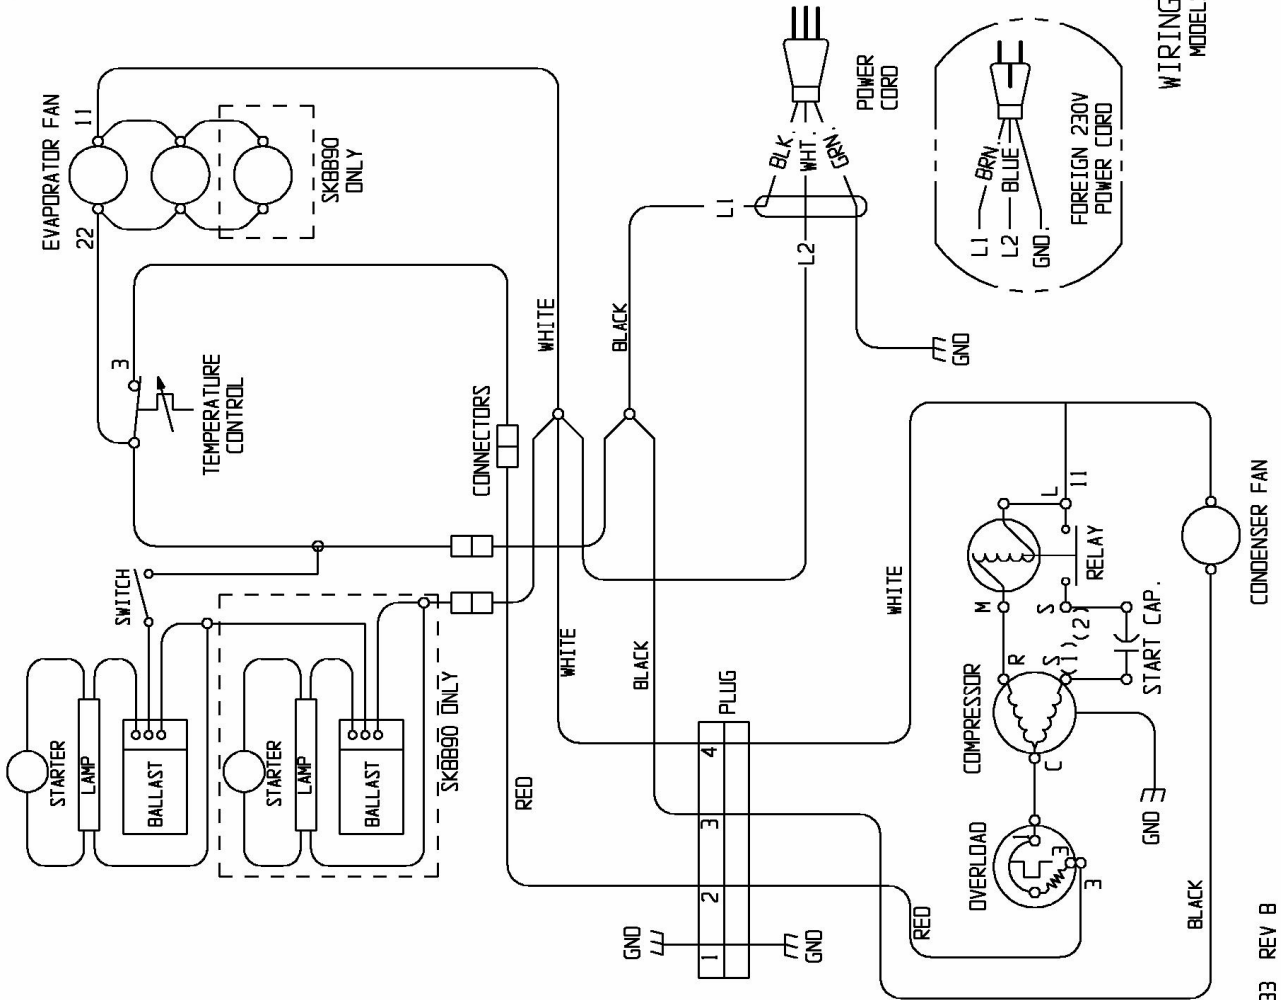 WIRING
MODEL
EVAPORATOR FAN
11
22
SKBB90
ONLY
POWER
CORD
BLK
WHT
GRN
L1
L2
GND
BRN
BLUE
L1
L2
GND.
FOREIGN 230V
POWER CORD
3
TEMPERATURE
CONTROL
CONNECTORS
WHITE
BLACK
SWITCH
STARTER
LAMP
BALLAST
STARTER
LAMP
BALLAST
SKBB90 ONLY
RED
WHITE
BLACK
PLUG
4
3
2
1
GND
GND
WHITE
L
11
RELAY
M
S
(2)
R
S
(1)
START CAP.
COMPRESSOR
C
GND
OVERLOAD
1
3
3
RED
CONDENSER FAN
BLACK
33 REV B